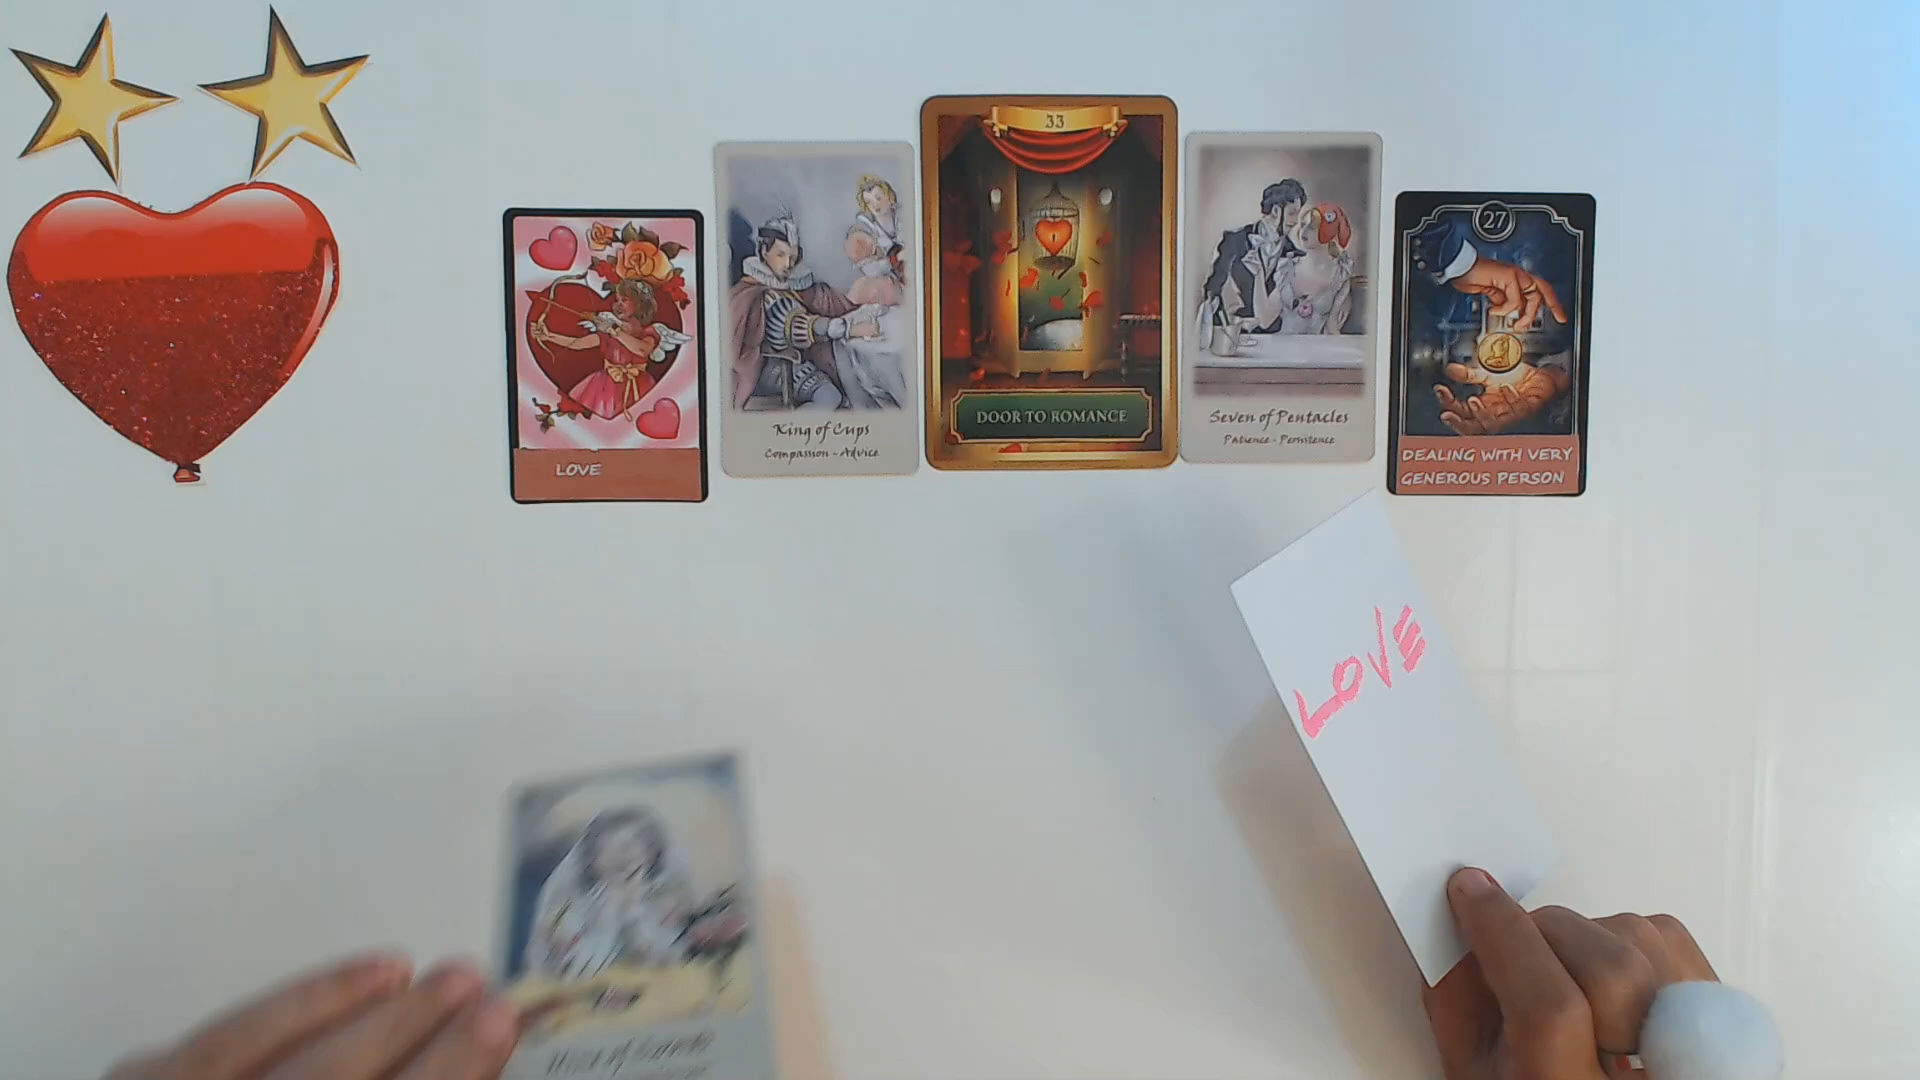 33
DOOR TO ROMANCE
LOVE
King of Cups
Compassion - Advice
Seven of Pentacles
Patience - Persistence
27
DEALING WITH VERY
GENEROUS PERSON
LOVE